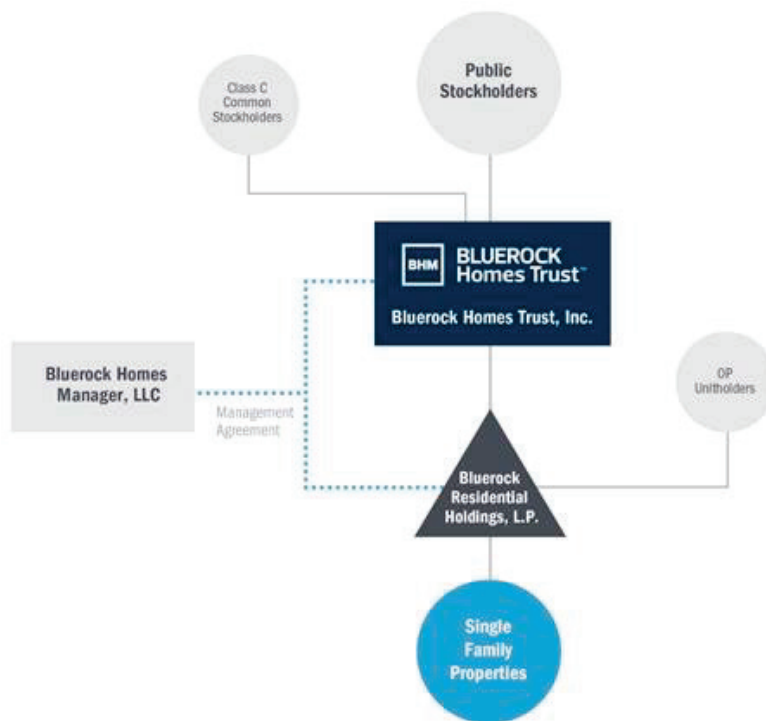 Public
Stockholders
Class C
Common
Stockholders
BHM
BLUEROCK
Homes Trust™
Bluerock Homes Trust, Inc.
Bluerock Homes
Manager, LLC
Management
Agreement
OP
Unitholders
Bluerock
Residential
Holdings, L.P.
Single
Family
Properties